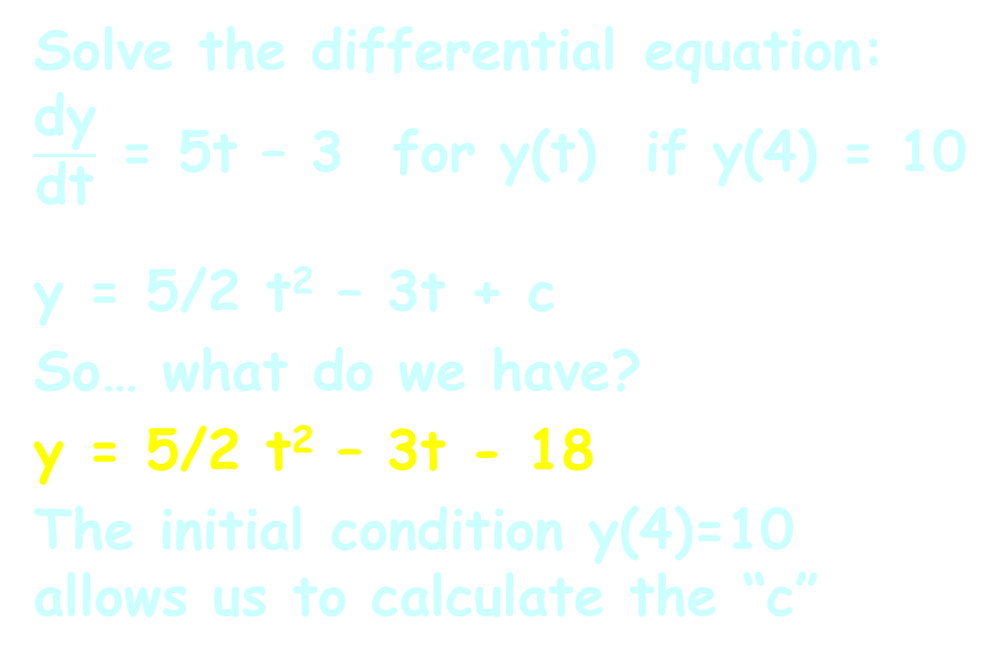 Solve the differential equation:
dy/dt = 5t – 3 for y(t) if y(4) = 10
y = 5/2 t² – 3t + c
So… what do we have?
y = 5/2 t² – 3t - 18
The initial condition y(4)=10
allows us to calculate the “c”